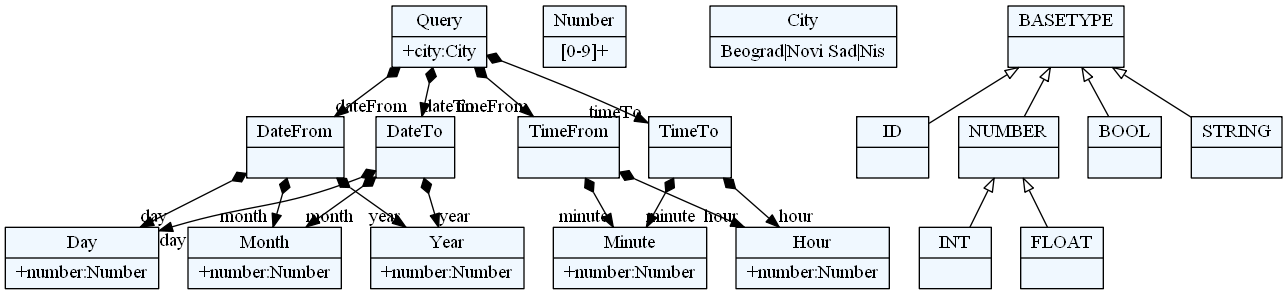 Query
+city:City
Number
[0-9]+
City
Beograd|Novi Sad|Nis
BASETYPE
dateFrom
dateTo
timeFrom
timeTo
DateFrom
DateTo
TimeFrom
TimeTo
ID
NUMBER
BOOL
STRING
day
day
month
month
year
year
minute
minute
hour
hour
Day
+number:Number
Month
+number:Number
Year
+number:Number
Minute
+number:Number
Hour
+number:Number
INT
FLOAT